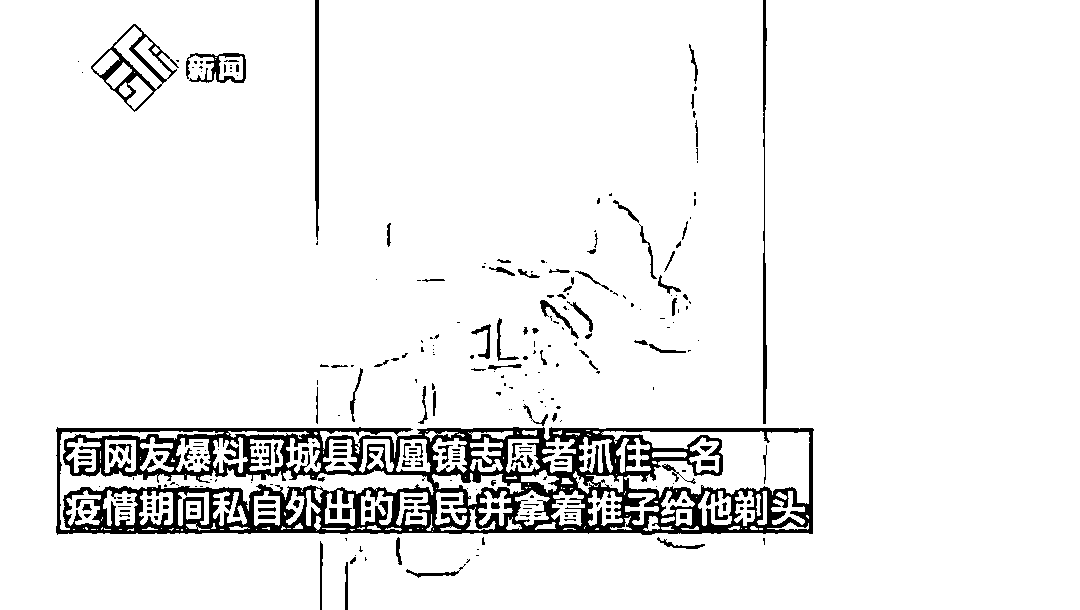 新闻
有网友爆料鄄城县凤凰镇志愿者抓住一名
疫情期间私自外出的居民 并拿着推子给他剃头